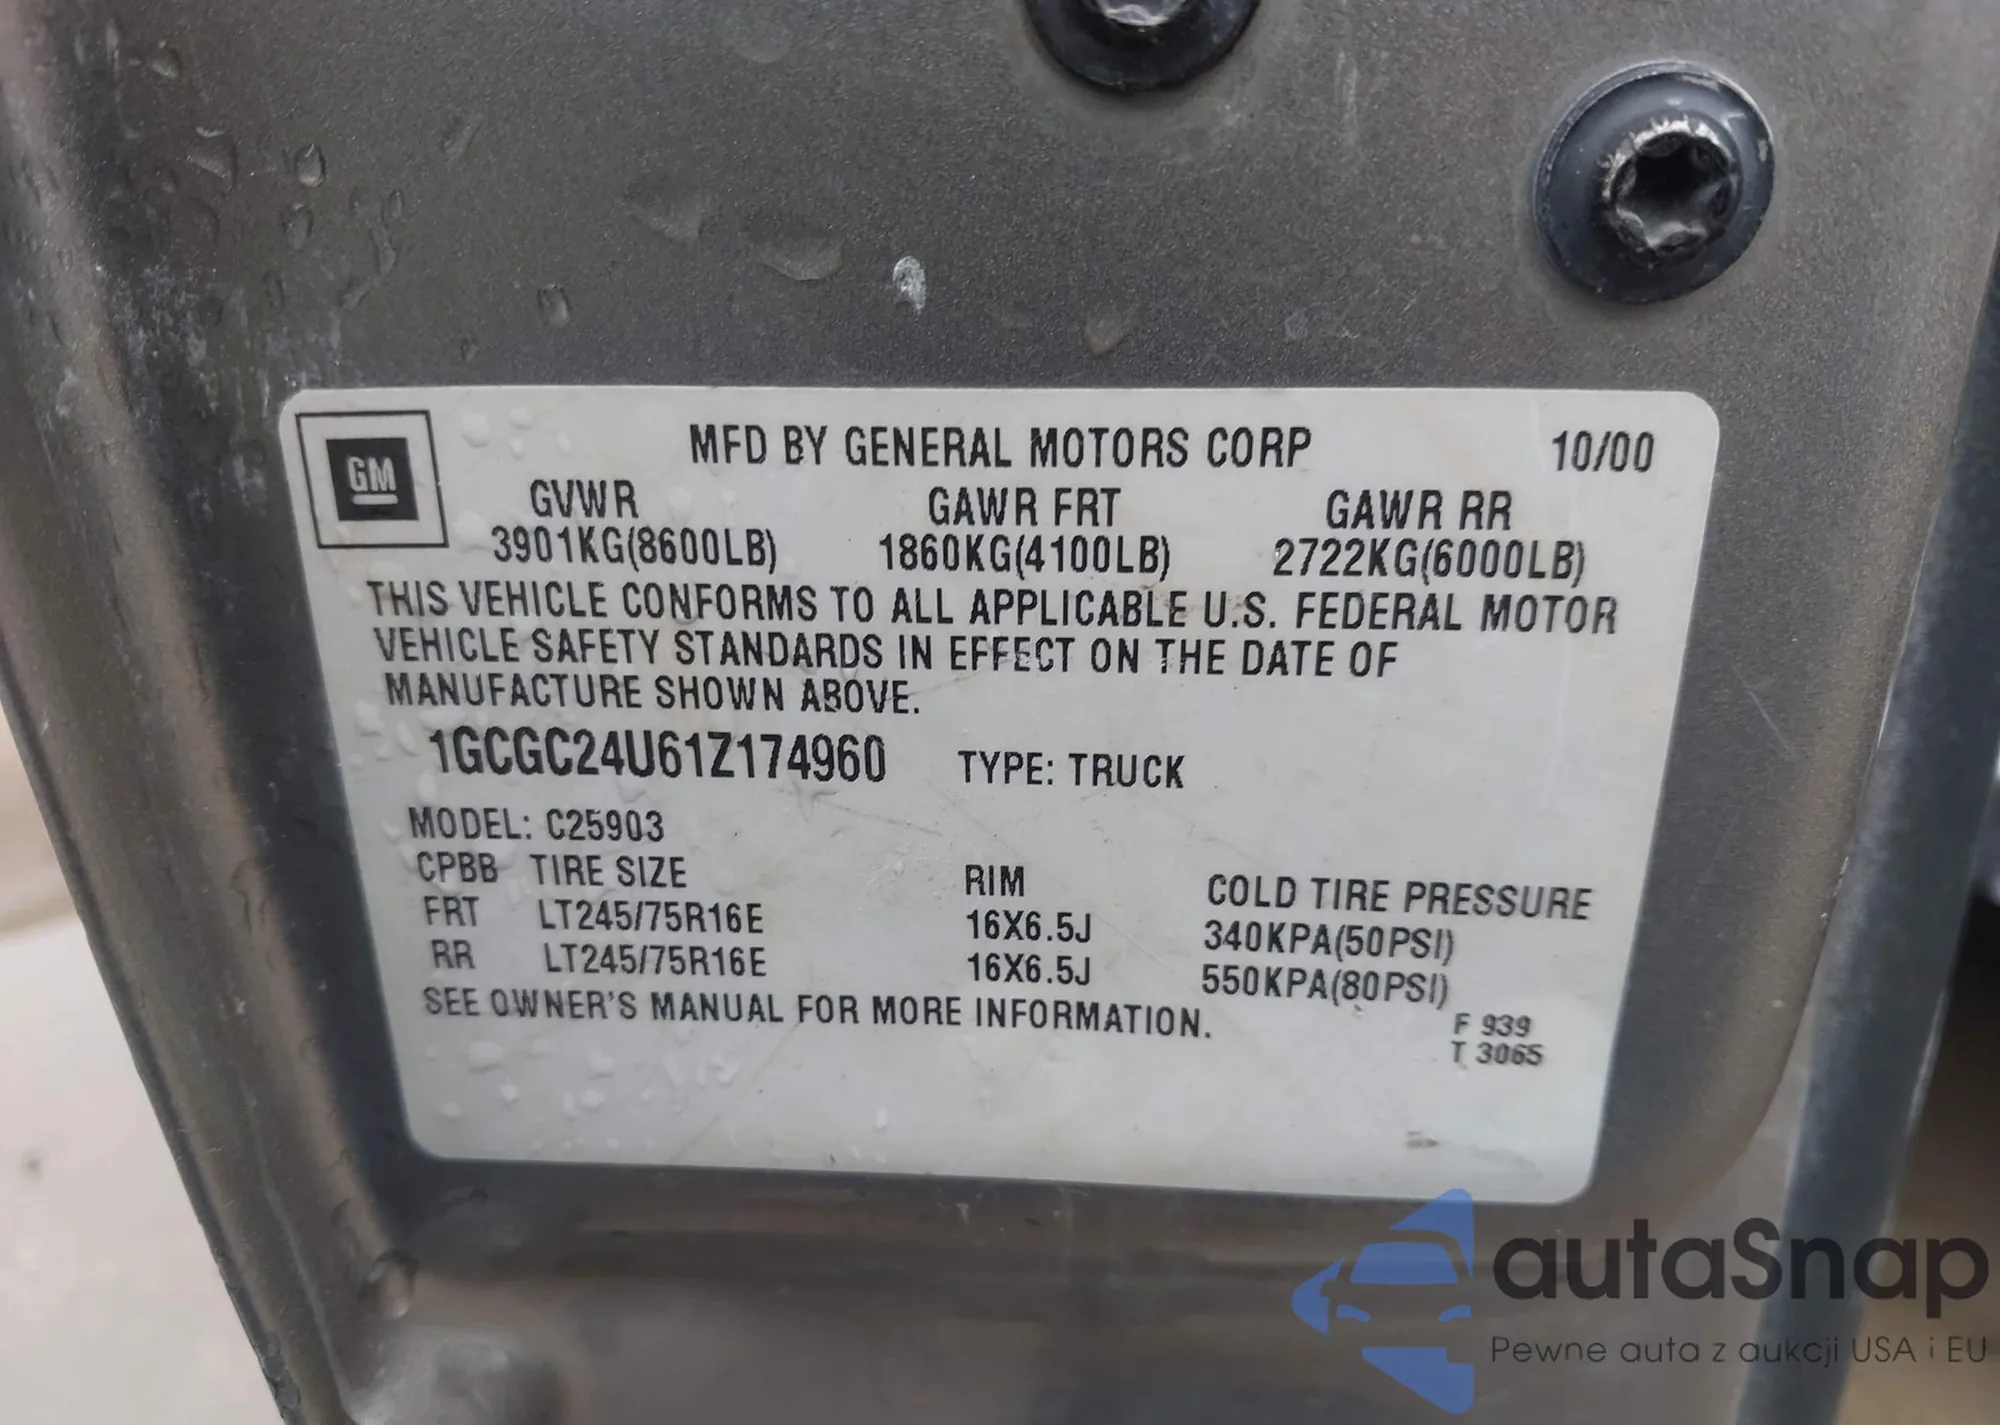 GM
MFD BY GENERAL MOTORS CORP 10/00
GVWR GAWR FRT GAWR RR
3901KG(8600LB) 1860KG(4100LB) 2722KG(6000LB)
THIS VEHICLE CONFORMS TO ALL APPLICABLE U.S. FEDERAL MOTOR
VEHICLE SAFETY STANDARDS IN EFFECT ON THE DATE OF
MANUFACTURE SHOWN ABOVE.
1GCGC24U61Z174960 TYPE: TRUCK
MODEL: C25903
CPBB TIRE SIZE RIM COLD TIRE PRESSURE
FRT LT245/75R16E 16X6.5J 340KPA(50PSI)
RR LT245/75R16E 16X6.5J 550KPA(80PSI)
SEE OWNER'S MANUAL FOR MORE INFORMATION.
F 939
T 3065
autaSnap
Pewne auta z aukcji USA i EU